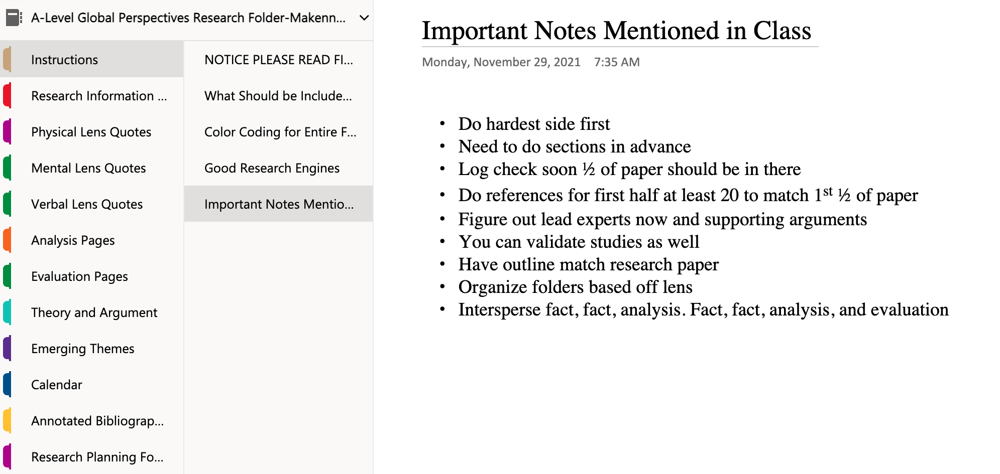 A-Level Global Perspectives Research Folder-Makenn...
Instructions
Research Information ...
Physical Lens Quotes
Mental Lens Quotes
Verbal Lens Quotes
Analysis Pages
Evaluation Pages
Theory and Argument
Emerging Themes
Calendar
Annotated Bibliograp...
Research Planning Fo...
NOTICE PLEASE READ FI...
What Should be Include...
Color Coding for Entire F...
Good Research Engines
Important Notes Mentio...
Important Notes Mentioned in Class
Monday, November 29, 2021 7:35 AM
• Do hardest side first
• Need to do sections in advance
• Log check soon ½ of paper should be in there
• Do references for first half at least 20 to match 1st ½ of paper
• Figure out lead experts now and supporting arguments
• You can validate studies as well
• Have outline match research paper
• Organize folders based off lens
• Intersperse fact, fact, analysis. Fact, fact, analysis, and evaluation